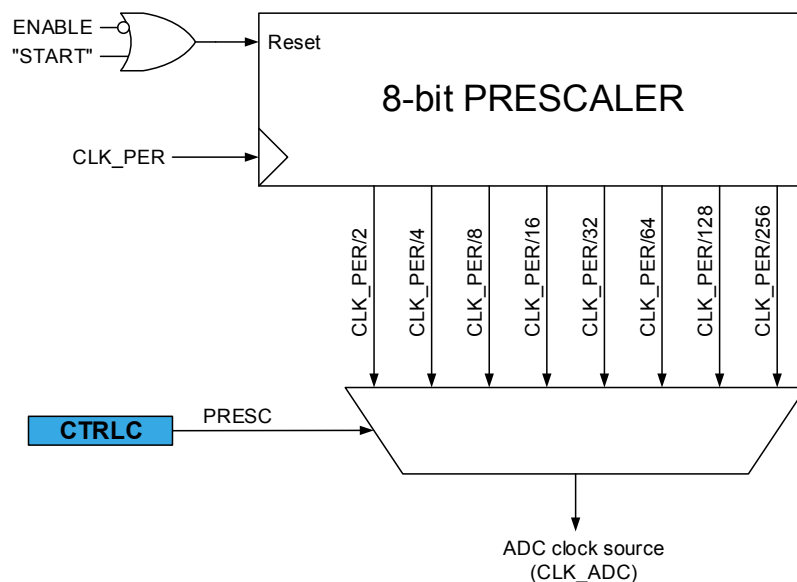 ENABLE
"START"
Reset
8-bit PRESCALER
CLK_PER
CLK_PER/2
CLK_PER/4
CLK_PER/8
CLK_PER/16
CLK_PER/32
CLK_PER/64
CLK_PER/128
CLK_PER/256
CTRLC
PRESC
ADC clock source
(CLK_ADC)